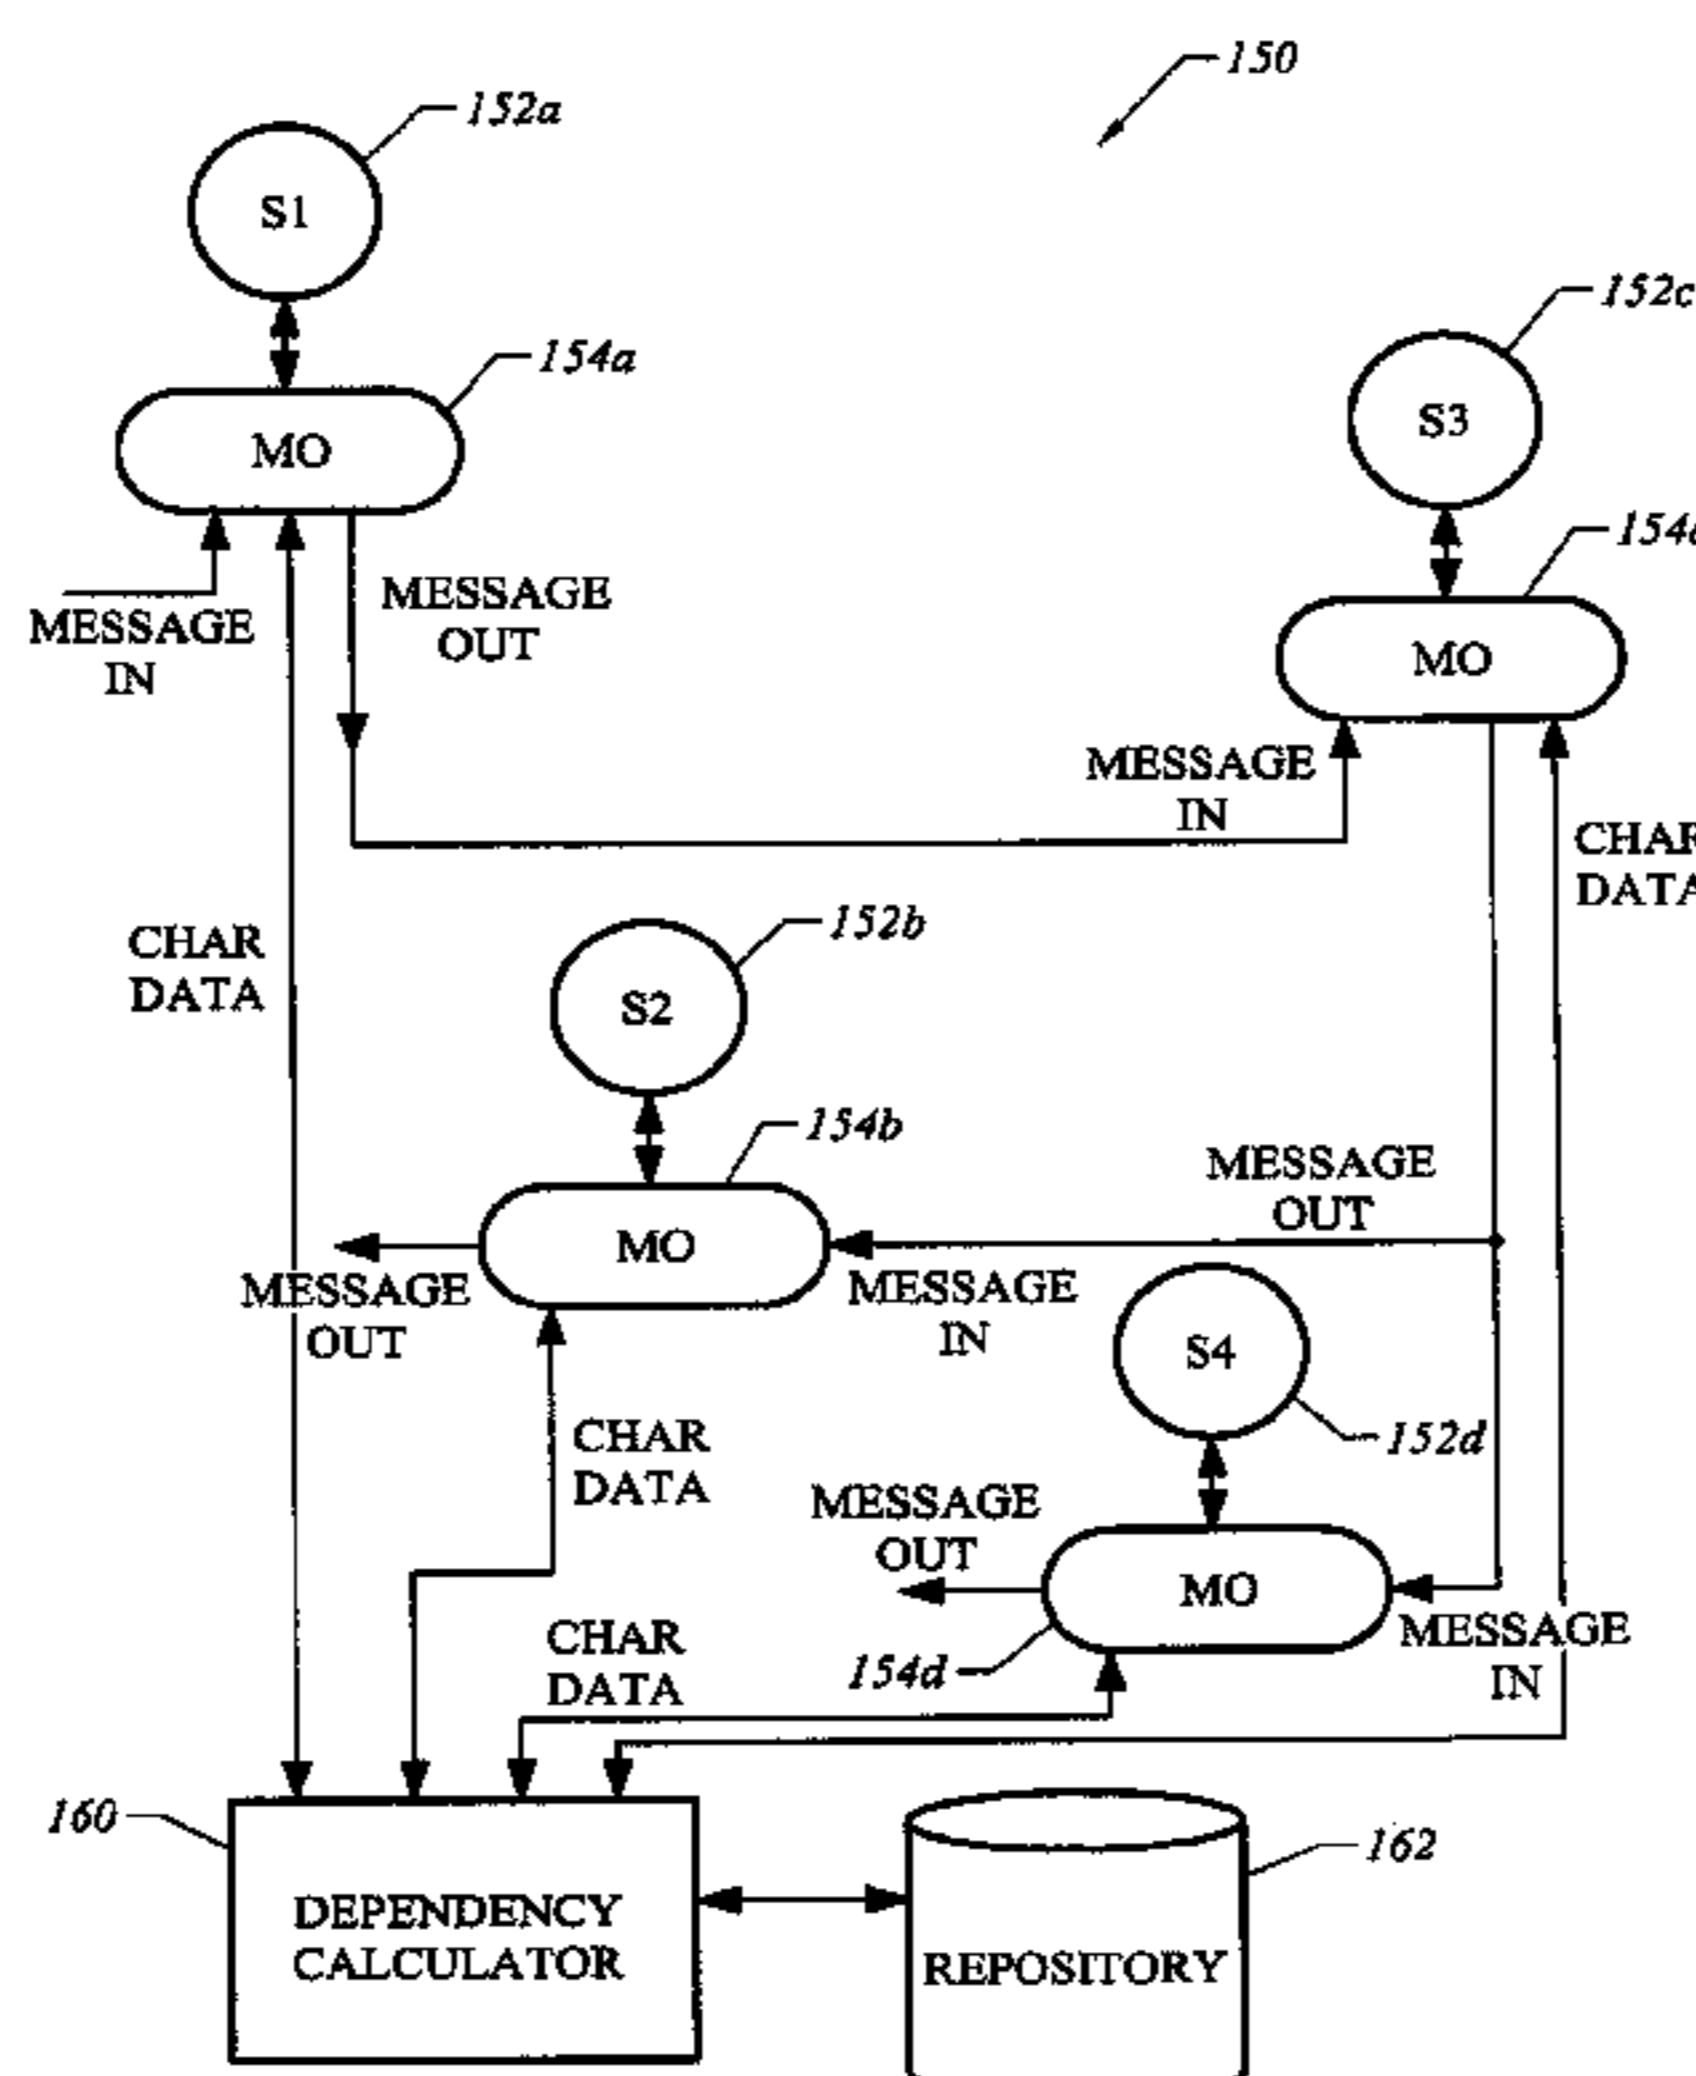 150
152a
S1
152c
154a
S3
MO
154
MESSAGE
OUT
MESSAGE
IN
MO
MESSAGE
IN
CHAR
DATA
152b
CHAR
DATA
S2
154b
MESSAGE
OUT
MO
MESSAGE
OUT
MESSAGE
IN
S4
CHAR
DATA
152d
MESSAGE
OUT
MO
MESSAGE
IN
CHAR
DATA
154d
160
162
DEPENDENCY
CALCULATOR
REPOSITORY